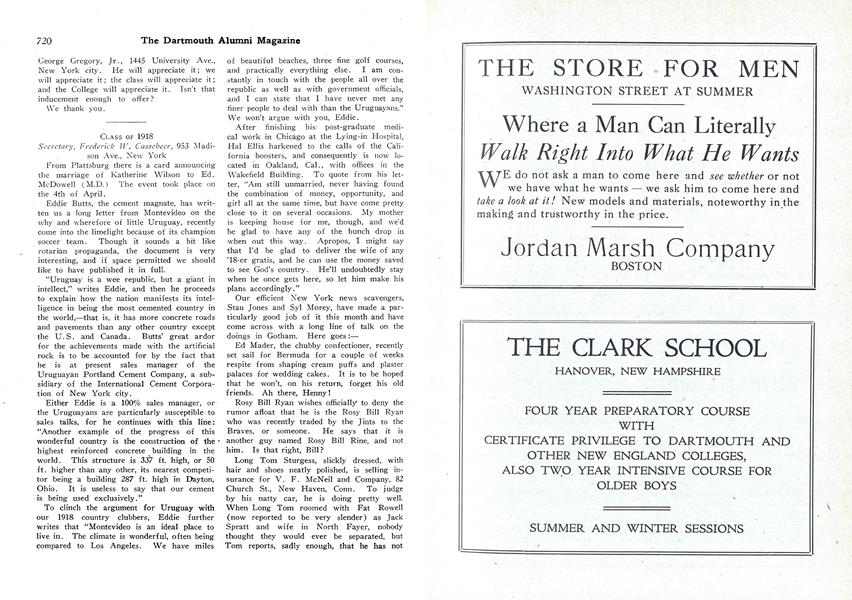 720 The Dartmouth Alumni Magazine
George Gregory, Jr., 1445 University Ave.,
New York city. He will appreciate it; we
will appreciate it; the class will appreciate it;
and the College will appreciate it. Isn't that
inducement enough to offer?
We thank you.
CLASS OF 1918
Secretary, Frederick W. Cassebeer, 953 Madi-
son Ave., New York
From Plattsburg there is a card announcing
the marriage of Katherine Wilson to Ed.
McDowell (M.D.) The event took place on
the 4th of April.
Eddie Butts, the cement magnate, has writ-
ten us a long letter from Montevideo on the
why and wherefore of little Uruguay, recently
come into the limelight because of its champion
soccer team. Though it sounds a bit like
rotarian propaganda, the document is very
interesting, and if space permitted we should
like to have published it in full.
"Uruguay is a wee republic, but a giant in
intellect," writes Eddie, and then he proceeds
to explain how the nation manifests its intel-
ligence in being the most cemented country in
the world,—that is, it has more concrete roads
and pavements than any other country except
the U.S. and Canada. Butts' great ardor
for the achievements made with the artificial
rock is to be accounted for by the fact that
he is at present sales manager of the
Uruguayan Portland Cement Company, a sub-
sidiary of the International Cement Corpora-
tion of New York city.
Either Eddie is a 100% sales manager, or
the Uruguayans are particularly susceptible to
sales talks, for he continues with this line:
"Another example of the progress of this
wonderful country is the construction of the
highest reinforced concrete building in the
world. This structure is 337 ft. high, or 50
ft. higher than any other, its nearest competi-
tor being a building 287 ft. high in Dayton,
Ohio. It is useless to say that our cement
is being used exclusively."
To clinch the argument for Uruguay with
our 1918 country clubbers, Eddie further
writes that "Montevideo is an ideal place to
live in. The climate is wonderful, often being
compared to Los Angeles. We have miles
of beautiful beaches, three fine golf courses,
and practically everything else. I am con-
stantly in touch with the people all over the
republic as well as with government officials,
and I can state that I have never met any
finer people to deal with than the Uruguayans."
We won't argue with you, Eddie.
After finishing his post-graduate medi-
cal work in Chicago at the Lying-in Hospital,
Hal Ellis harkened to the calls of the Cali-
fornia boosters, and consequently is now lo-
cated in Oakland, Cal., with offices in the
Wakefield Building. To quote from his let-
ter, "Am still unmarried, never having found
the combination of money, opportunity, and
girl all at the same time, but have come pretty
close to it on several occasions. My mother
is keeping house for me, though, and we'd
be glad to have any of the bunch drop in
when out this way. Apropos, I might say
that I'd be glad to deliver the wife of any
'18-er gratis, and he can use the money saved
to see God's country. He'll undoubtedly stay
when he once gets here, so let him make his
plans accordingly."
Our efficient New York news scavengers,
Stan Jones and Syl Morey, have made a par-
ticularly good job of it this month and have
come across with a long line of talk on the
doings in Gotham. Here goes:—
Ed Mader, the chubby confectioner, recently
set sail for Bermuda for a couple of weeks
respite from shaping cream puffs and plaster
palaces for wedding cakes. It is to be hoped
that he won't, on his return, forget his old
friends. Ah there, Henny!
Rosy Bill Ryan wishes officially to deny the
rumor afloat that he is the Rosy Bill Ryan
who was recently traded by the Jints to the
Braves, or someone. He says that it is
another guy named Rosy Bill Rine, and not
him. Is that right, Bill?
Long Tom Sturgess, slickly dressed, with
hair and shoes neatly polished, is selling in-
surance for V. F. McNeil and Company, 82
Church St., New Haven, Conn. To judge
by his natty car, he is doing pretty well.
When Long Tom roomed with Fat Rowell
(now reported to be very slender) as Jack
Spratt and wife in North Fayer, nobody
thought they would ever be separated, but
Tom reports, sadly enough, that he has not
THE STORE FOR MEN
WASHINGTON STREET AT SUMMER
Where a Man Can Literally
Walk Right Into What He Wants
WE do not ask a man to come here and see whether or not
we have what he wants — we ask him to come here and
take a look at it! New models and materials, noteworthy in the
making and trustworthy in the price.
Jordan Marsh Company
BOSTON
THE CLARK SCHOOL
HANOVER, NEW HAMPSHIRE
FOUR YEAR PREPARATORY COURSE
WITH
CERTIFICATE PRIVILEGE TO DARTMOUTH AND
OTHER NEW ENGLAND COLLEGES,
ALSO TWO YEAR INTENSIVE COURSE FOR
OLDER BOYS
SUMMER AND WINTER SESSIONS